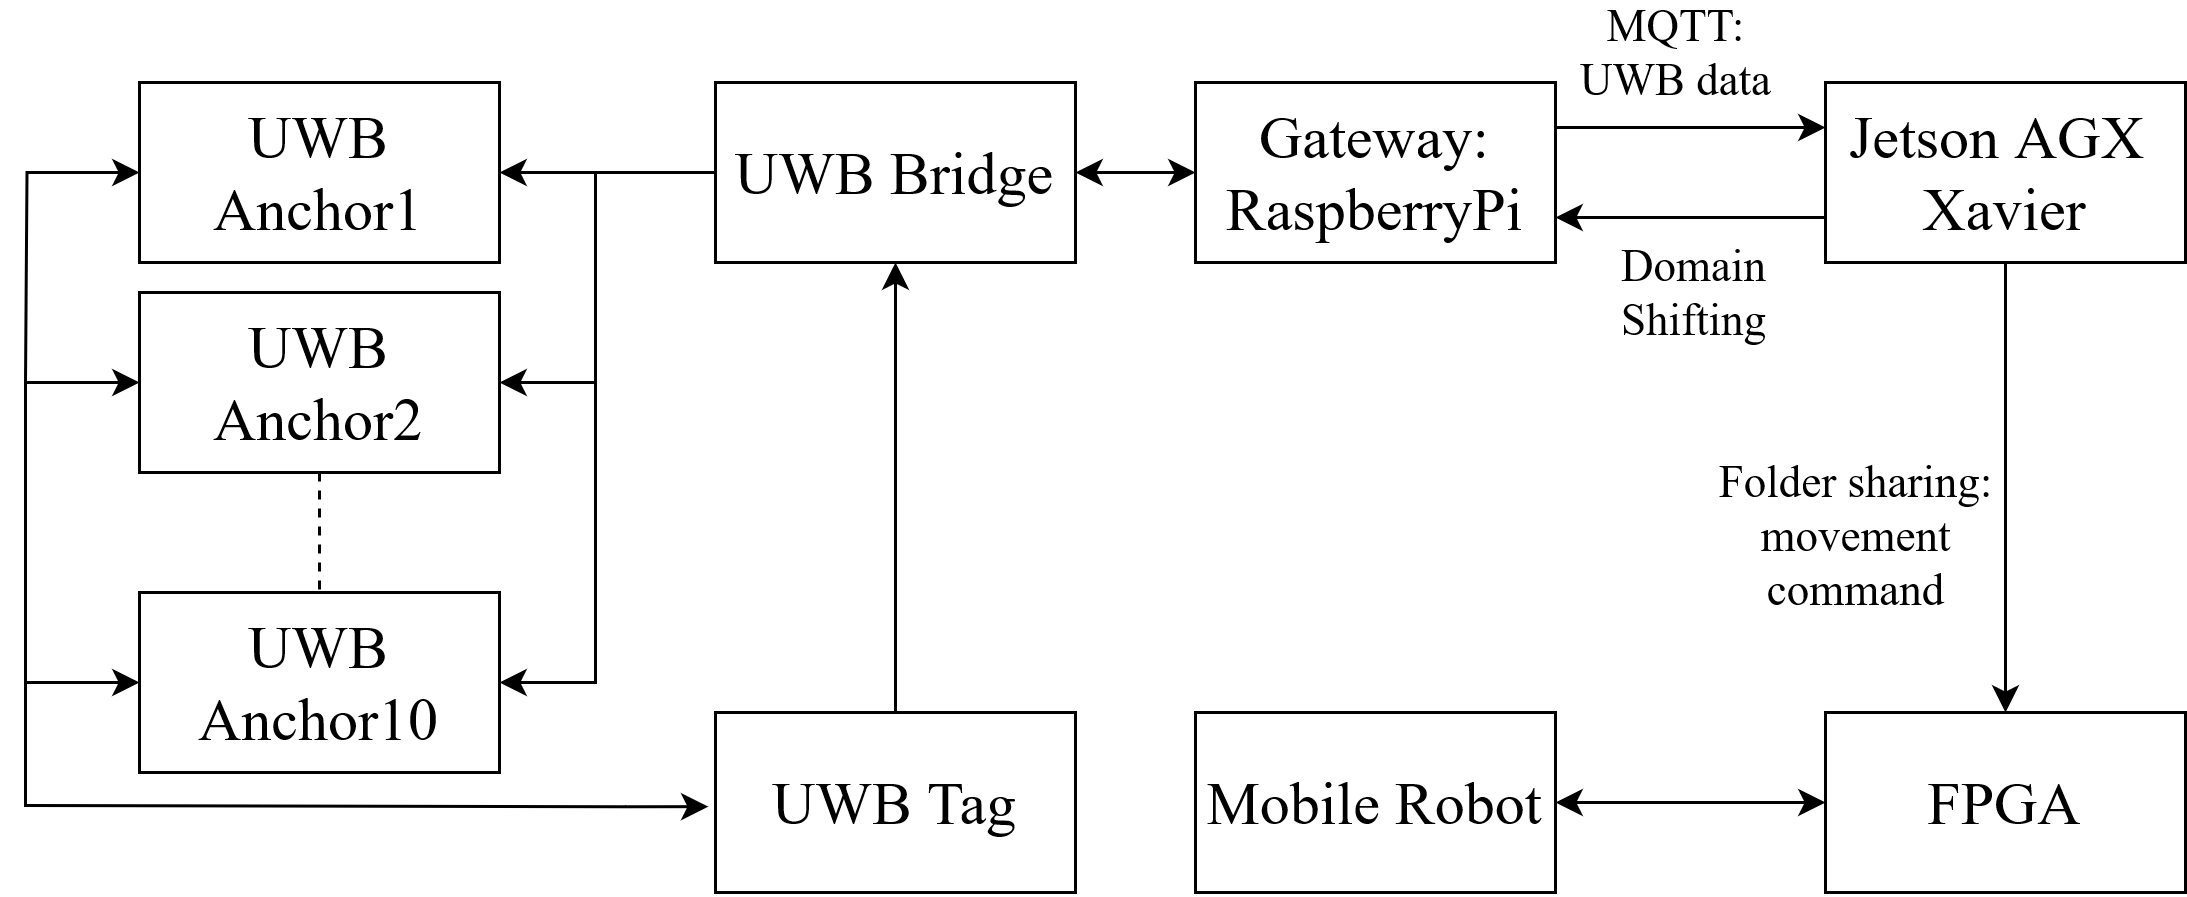 MQTT:
UWB data
UWB
Anchor1
UWB Bridge
Gateway:
RaspberryPi
Jetson AGX
Xavier
Domain
Shifting
UWB
Anchor2
Folder sharing:
movement
command
UWB
Anchor10
UWB Tag
Mobile Robot
FPGA